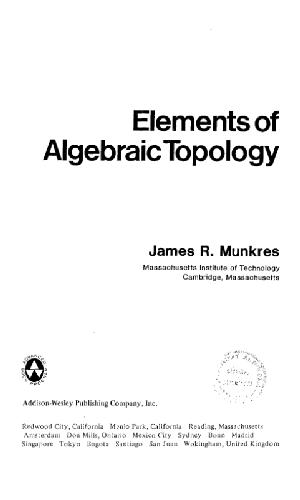 Elements of
Algebraic Topology
James R. Munkres
Massachusetts Institute of Technology
Cambridge, Massachusetts
Addison-Wesley Publishing Company, Inc.
Redwood City, California Menlo Park, California Reading, Massachusetts
Amsterdam Don Mills, Ontario Mexico City Sydney Bonn Madrid
Singapore Tokyo Bogota Santiago San Juan Wokingham, United Kingdom